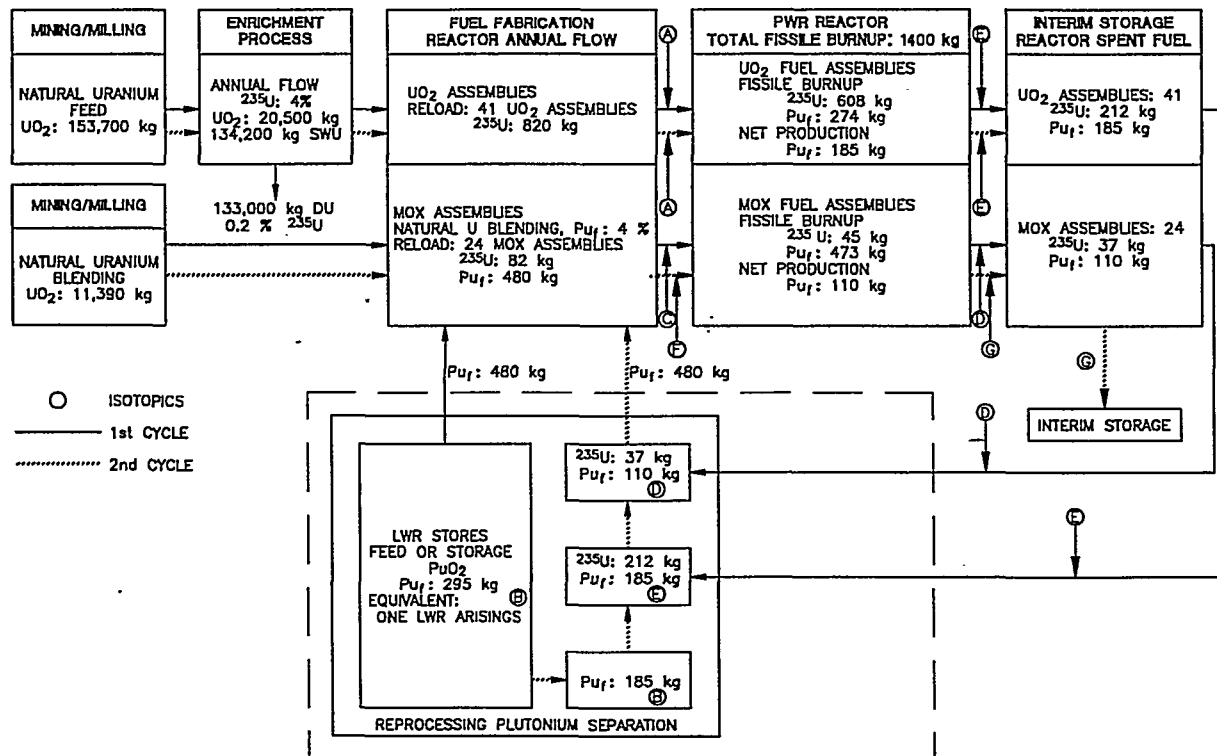 MINING/MILLING
NATURAL URANIUM
FEED
UO₂: 153,700 kg
ENRICHMENT
PROCESS
ANNUAL FLOW
²³⁵U: 4%
UO₂: 20,500 kg
134,200 kg SWU
133,000 kg DU
0.2 % ²³⁵U
FUEL FABRICATION
REACTOR ANNUAL FLOW
UO₂ ASSEMBLIES
RELOAD: 41 UO₂ ASSEMBLIES
²³⁵U: 820 kg
A
A
PWR REACTOR
TOTAL FISSILE BURNUP: 1400 kg
UO₂ FUEL ASSEMBLIES
FISSILE BURNUP
²³⁵U: 608 kg
Puf: 274 kg
NET PRODUCTION
Puf: 185 kg
E
E
INTERIM STORAGE
REACTOR SPENT FUEL
UO₂ ASSEMBLIES: 41
²³⁵U: 212 kg
Puf: 185 kg
MINING/MILLING
NATURAL URANIUM
BLENDING
UO₂: 11,390 kg
MOX ASSEMBLIES
NATURAL U BLENDING, Puf: 4 %
RELOAD: 24 MOX ASSEMBLIES
²³⁵U: 82 kg
Puf: 480 kg
C
F
MOX FUEL ASSEMBLIES
FISSILE BURNUP
²³⁵U: 45 kg
Puf: 473 kg
NET PRODUCTION
Puf: 110 kg
D
G
MOX ASSEMBLIES: 24
²³⁵U: 37 kg
Puf: 110 kg
G
INTERIM STORAGE
ISOTOPICS
1st CYCLE
2nd CYCLE
Puf: 480 kg
Puf: 480 kg
LWR STORES
FEED OR STORAGE
PuO₂
Puf: 295 kg
EQUIVALENT:
ONE LWR ARISINGS
B
²³⁵U: 37 kg
Puf: 110 kg
D
D
²³⁵U: 212 kg
Puf: 185 kg
E
E
Puf: 185 kg
B
REPROCESSING PLUTONIUM SEPARATION